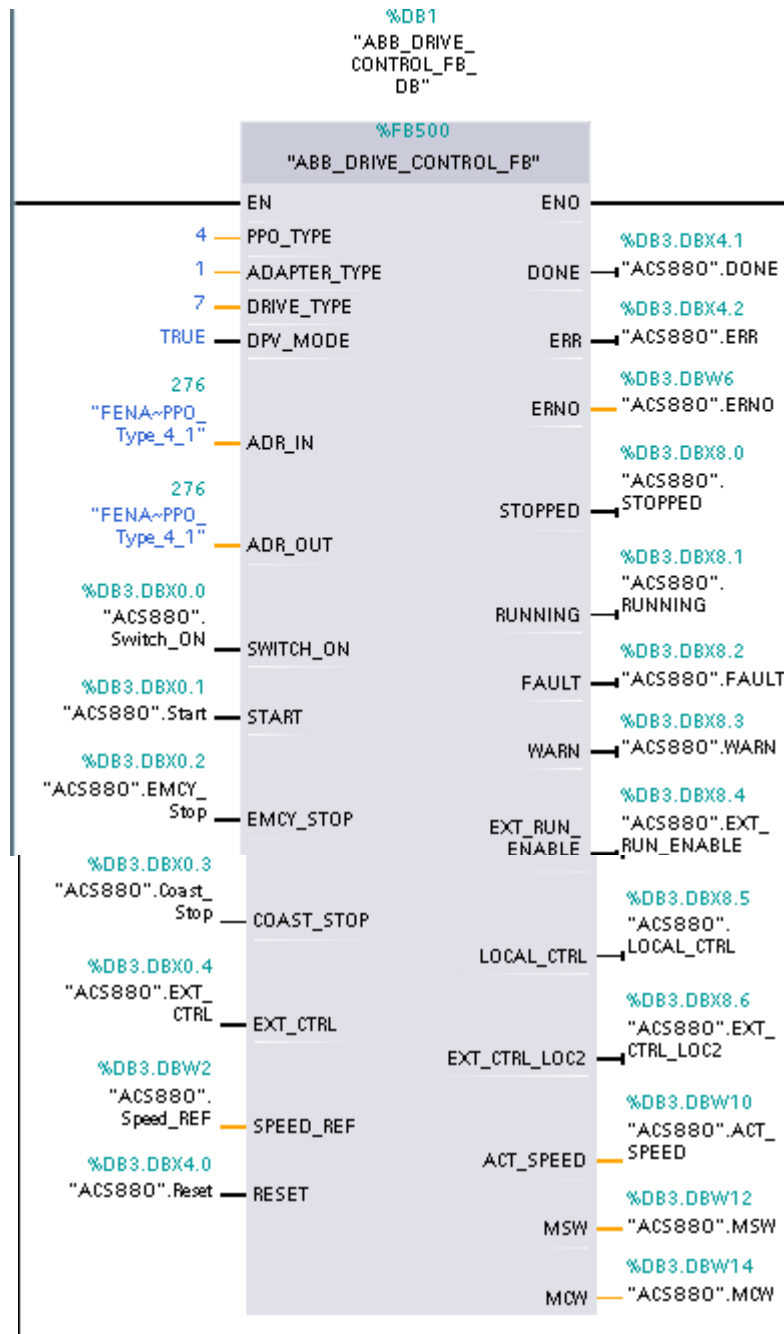 %DB1
"ABB_DRIVE_
CONTROL_FB_
DB"
%FB500
"ABB_DRIVE_CONTROL_FB"
EN
ENO
4
PPO_TYPE
1
ADAPTER_TYPE
7
DRIVE_TYPE
TRUE
DPV_MODE
276
"FENA~PPO_
Type_4_1"
ADR_IN
276
"FENA~PPO_
Type_4_1"
ADR_OUT
%DB3.DBX0.0
"ACS880".
Switch_ON
SWITCH_ON
%DB3.DBX0.1
"ACS880".Start
START
%DB3.DBX0.2
"ACS880".EMCY_
Stop
EMCY_STOP
%DB3.DBX0.3
"ACS880".Coast_
Stop
COAST_STOP
%DB3.DBX0.4
"ACS880".EXT_
CTRL
EXT_CTRL
%DB3.DBW2
"ACS880".
Speed_REF
SPEED_REF
%DB3.DBX4.0
"ACS880".Reset
RESET
%DB3.DBX4.1
DONE
"ACS880".DONE
%DB3.DBX4.2
ERR
"ACS880".ERR
%DB3.DBW6
ERNO
"ACS880".ERNO
%DB3.DBX8.0
"ACS880".
STOPPED
STOPPED
%DB3.DBX8.1
"ACS880".
RUNNING
RUNNING
%DB3.DBX8.2
FAULT
"ACS880".FAULT
%DB3.DBX8.3
WARN
"ACS880".WARN
%DB3.DBX8.4
EXT_RUN_
ENABLE
"ACS880".EXT_
RUN_ENABLE
%DB3.DBX8.5
"ACS880".
LOCAL_CTRL
LOCAL_CTRL
%DB3.DBX8.6
"ACS880".EXT_
CTRL_LOC2
EXT_CTRL_LOC2
%DB3.DBW10
"ACS880".ACT_
SPEED
ACT_SPEED
%DB3.DBW12
MSW
"ACS880".MSW
%DB3.DBW14
MCW
"ACS880".MCW